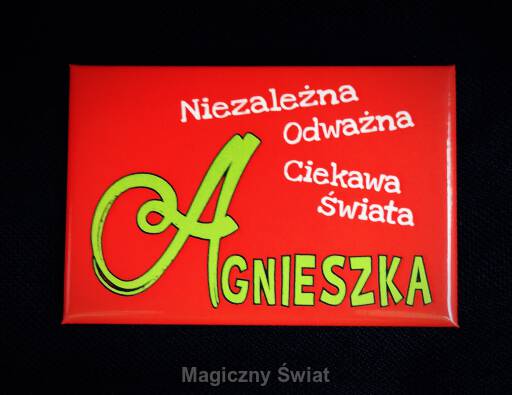 Niezależna
Odważna
Ciekawa
świata
AGNIESZKA
Magiczny Świat